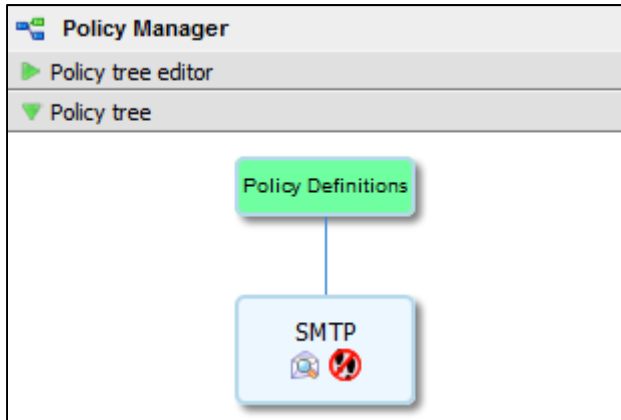 Policy Manager
Policy tree editor
Policy tree
Policy Definitions
SMTP